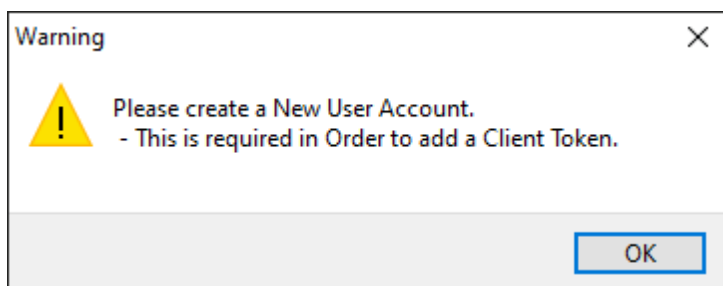 Warning
Please create a New User Account.
- This is required in Order to add a Client Token.
OK